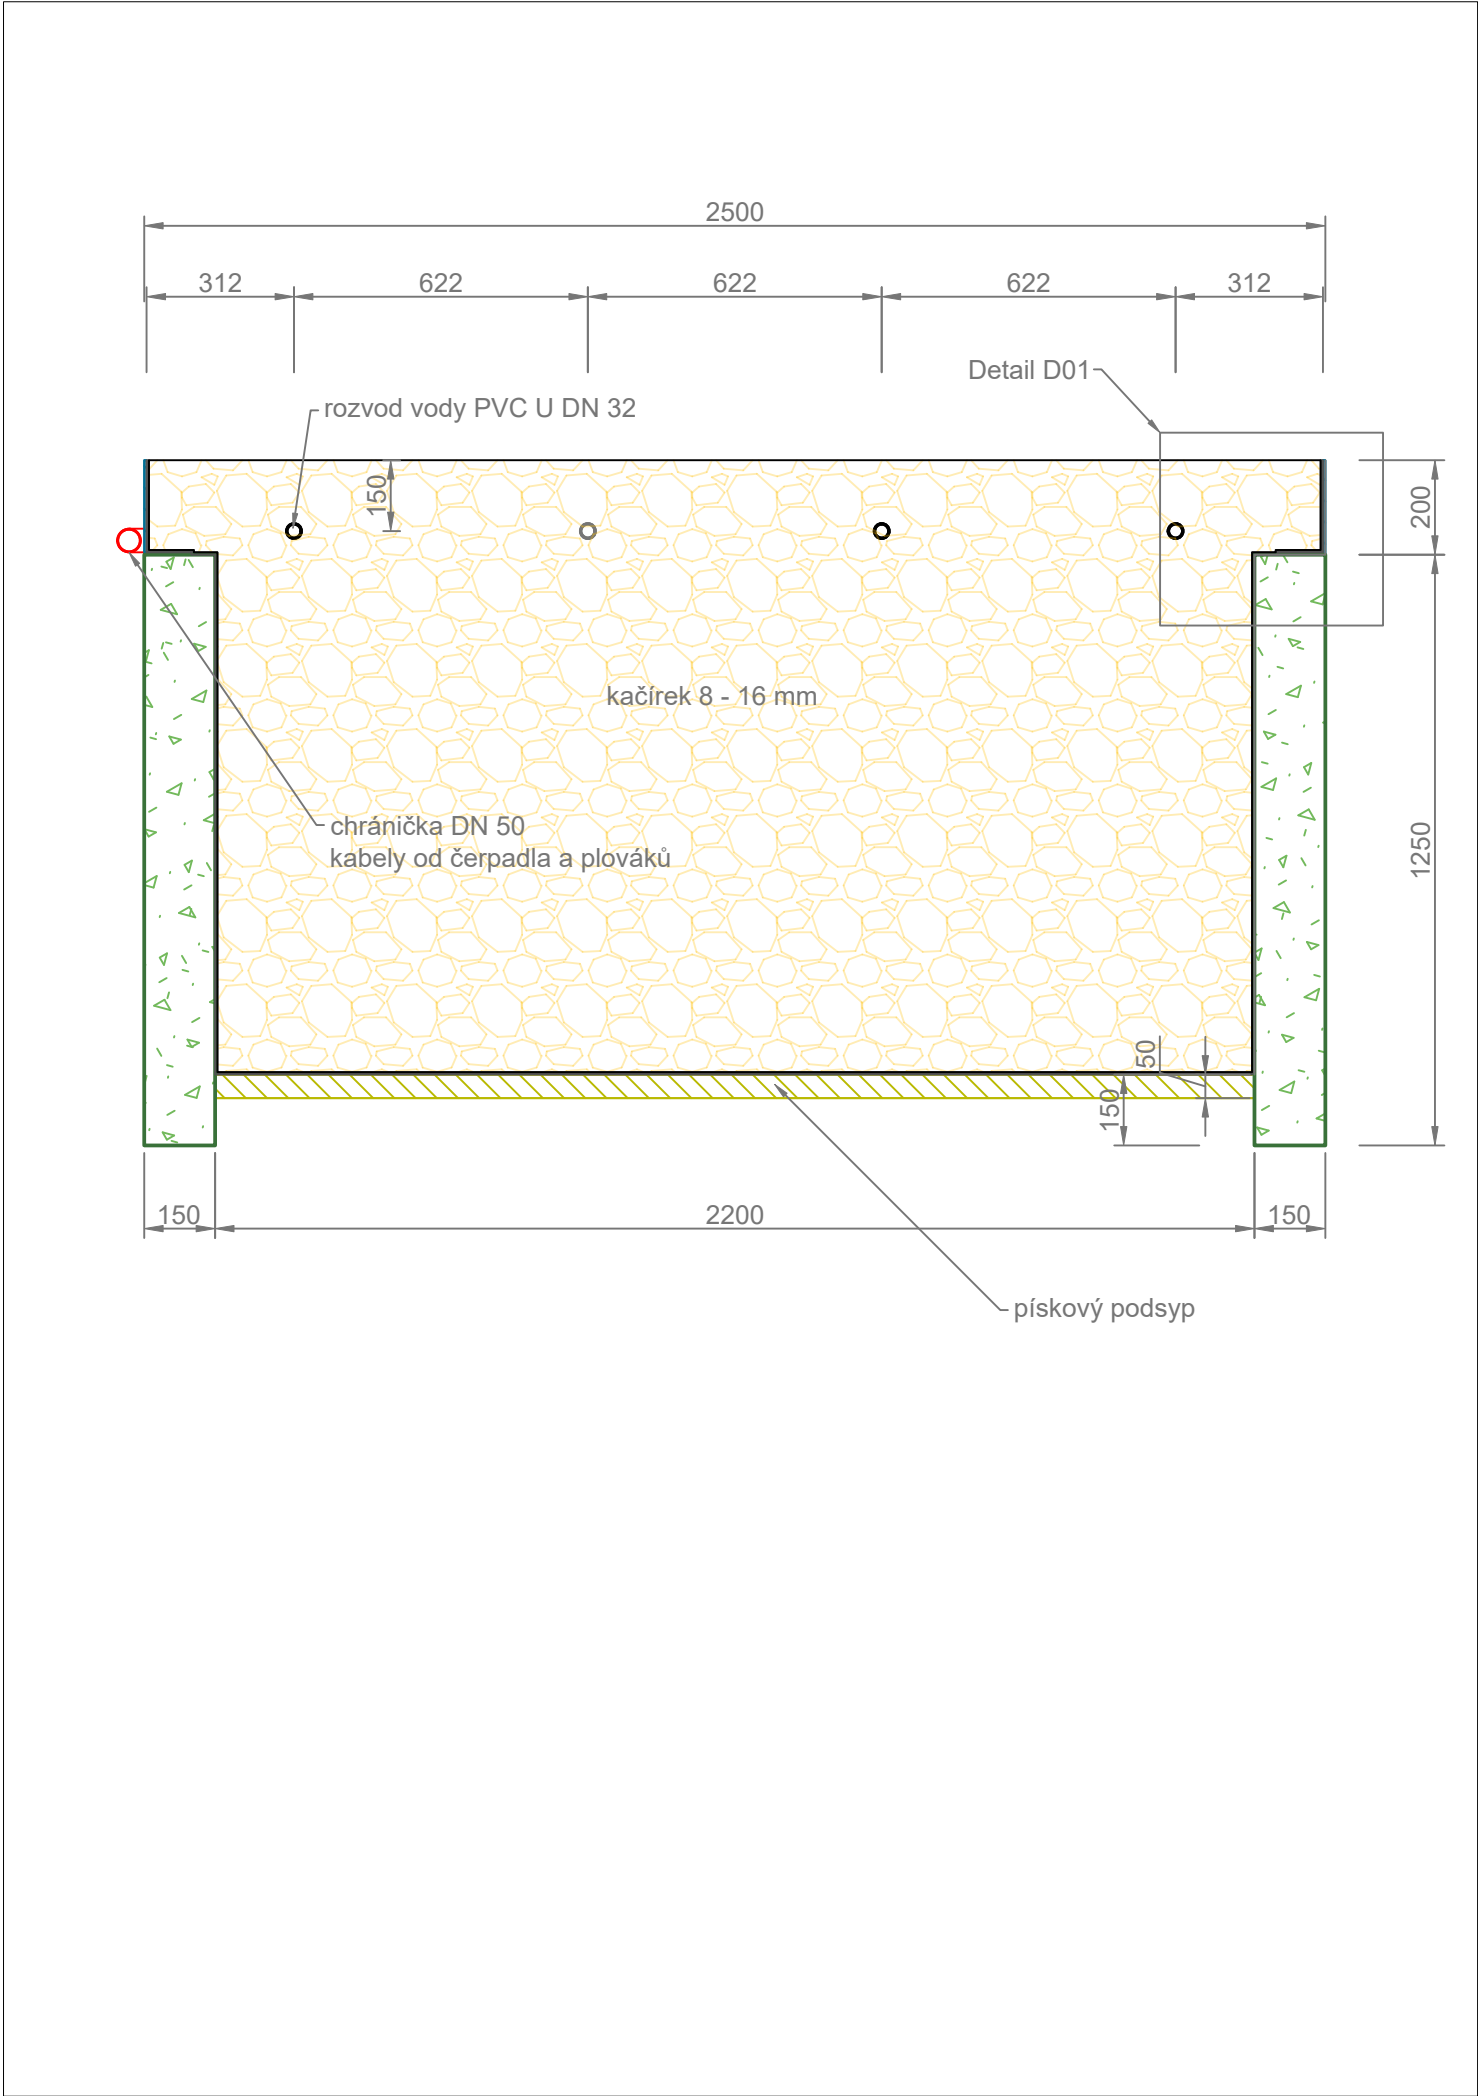 2500
312
622
622
622
312
Detail D01
rozvod vody PVC U DN 32
150
200
kačírek 8 - 16 mm
chránička DN 50
kabely od čerpadla a plováků
1250
50
150
150
2200
150
pískový podsyp